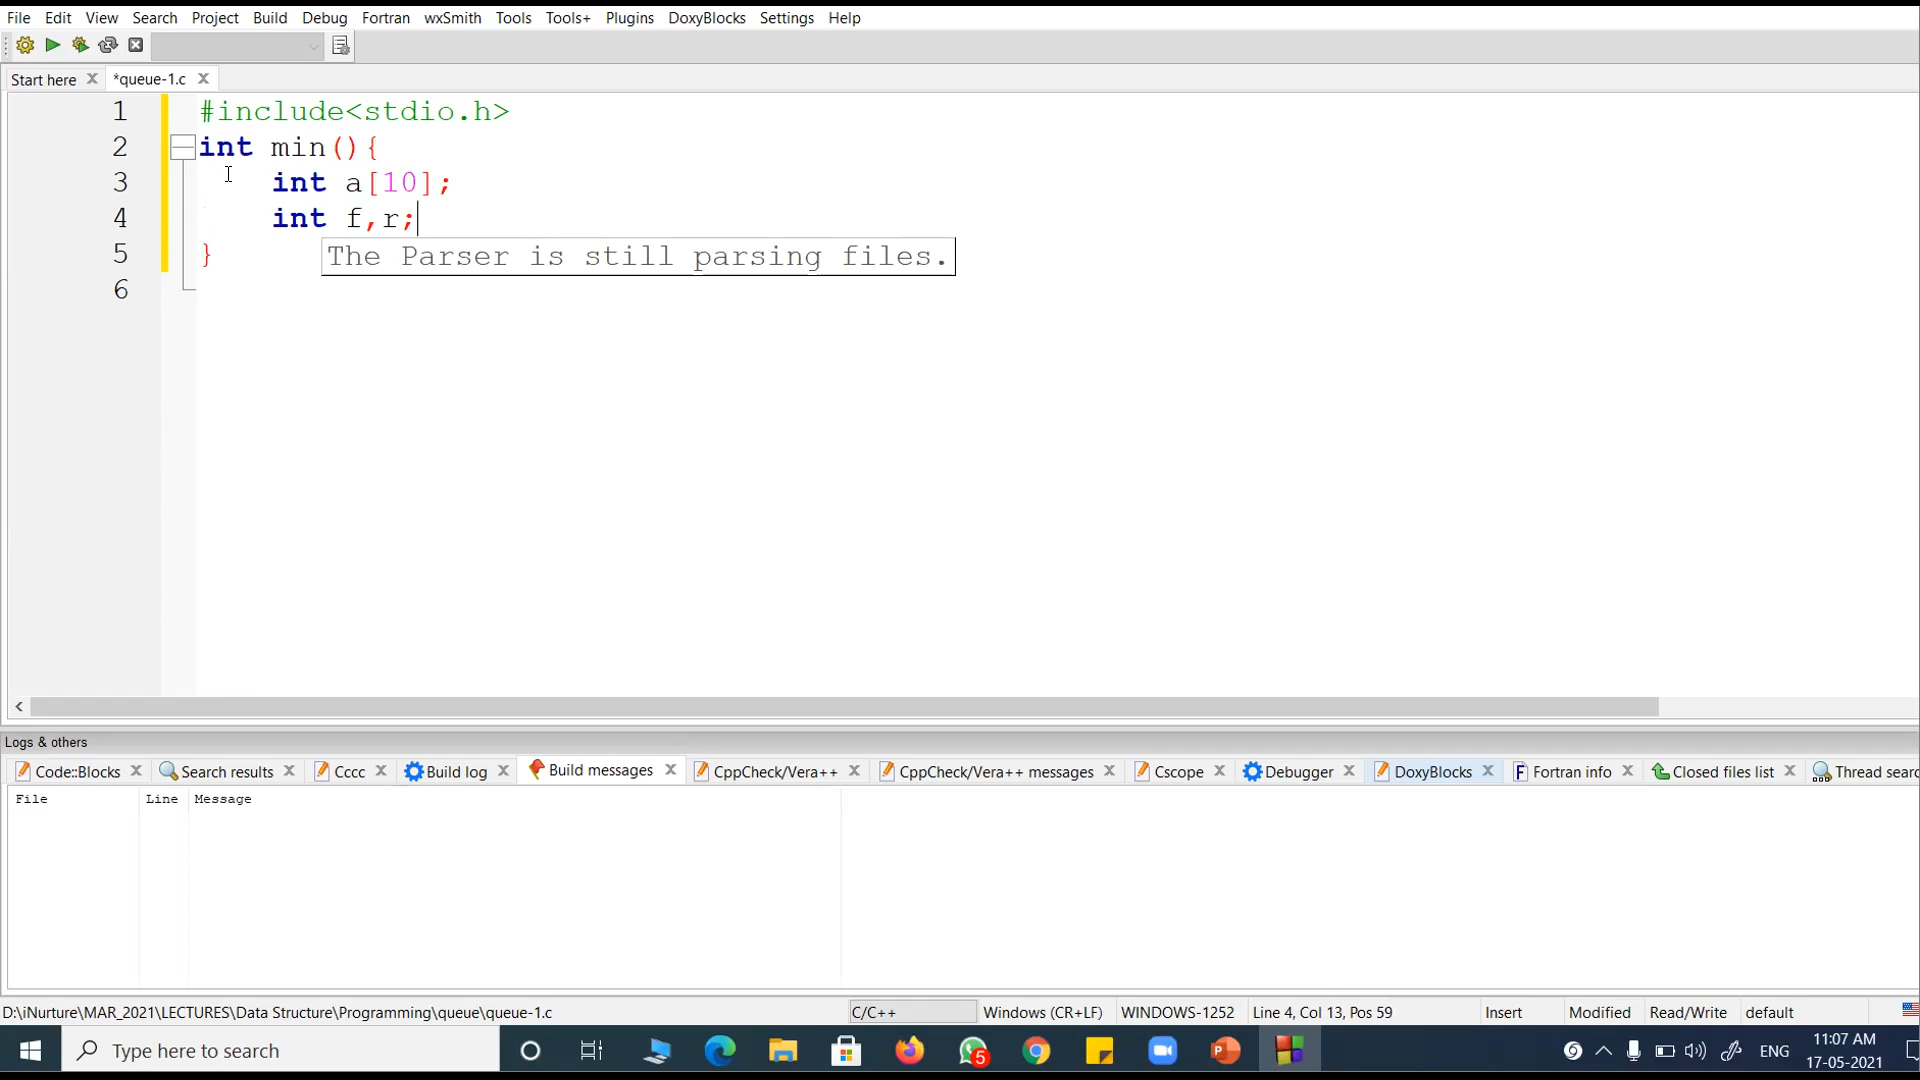 File Edit View Search Project Build Debug Fortran wxSmith Tools Tools+ Plugins DoxyBlocks Settings Help
Start here *queue-1.c
1 #include<stdio.h>
2 int min(){
3 int a[10];
4 int f,r;
5 }
The Parser is still parsing files.
6
Logs & others
Code::Blocks Search results Cccc Build log Build messages CppCheck/Vera++ CppCheck/Vera++ messages Cscope Debugger DoxyBlocks Fortran info Closed files list Thread searc
File Line Message
D:\iNurture\MAR_2021\LECTURES\Data Structure\Programming\queue\queue-1.c C/C++ Windows (CR+LF) WINDOWS-1252 Line 4, Col 13, Pos 59 Insert Modified Read/Write default
Type here to search 5 ENG 11:07 AM
17-05-2021